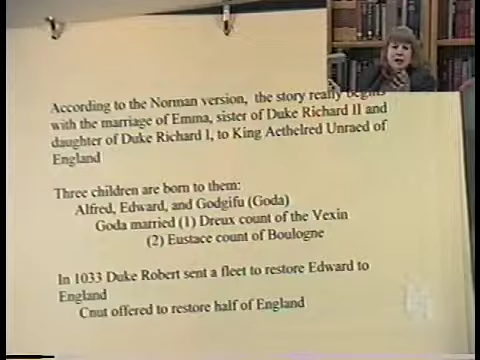 According to the Norman version, the story really begins
with the marriage of Emma, sister of Duke Richard II and
daughter of Duke Richard I, to King Aethelred Unraed of
England
Three children are born to them:
Alfred, Edward, and Godgifu (Goda)
Goda married (1) Dreux count of the Vexin
(2) Eustace count of Boulogne
In 1033 Duke Robert sent a fleet to restore Edward to
England
Cnut offered to restore half of England